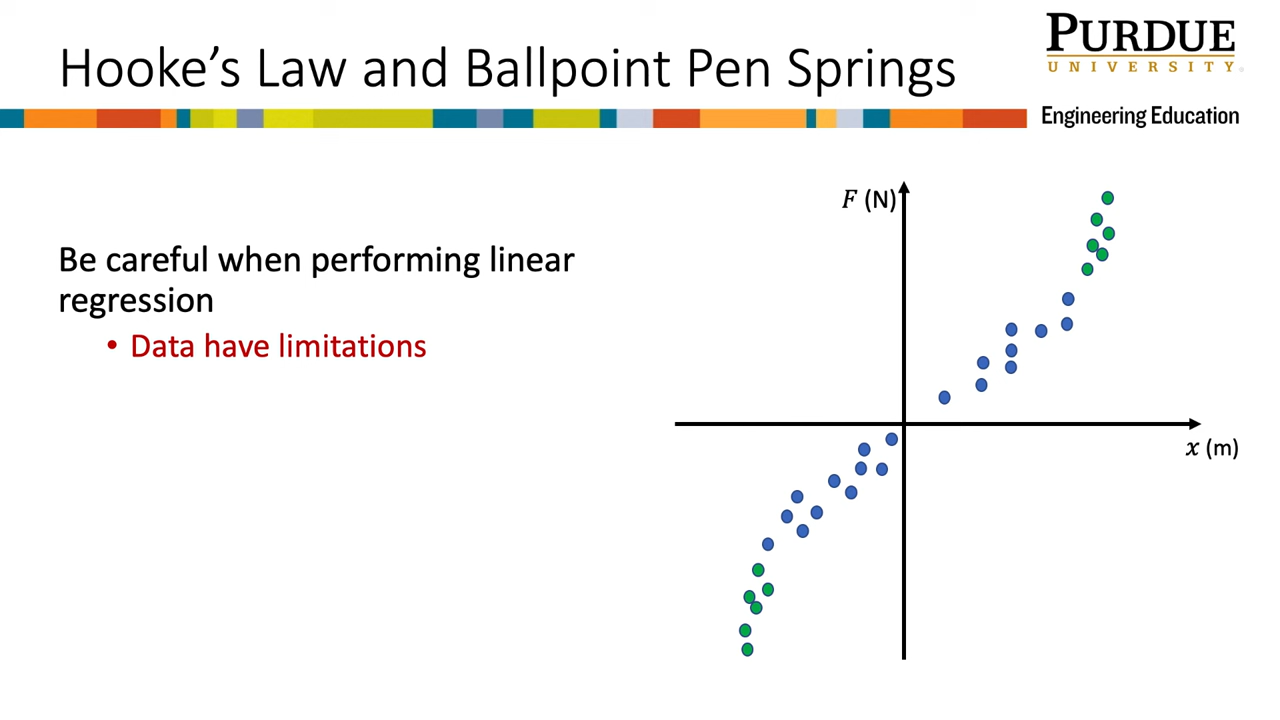 Hooke’s Law and Ballpoint Pen Springs
PURDUE
UNIVERSITY.
Engineering Education
Be careful when performing linear
regression
• Data have limitations
F (N)
x (m)